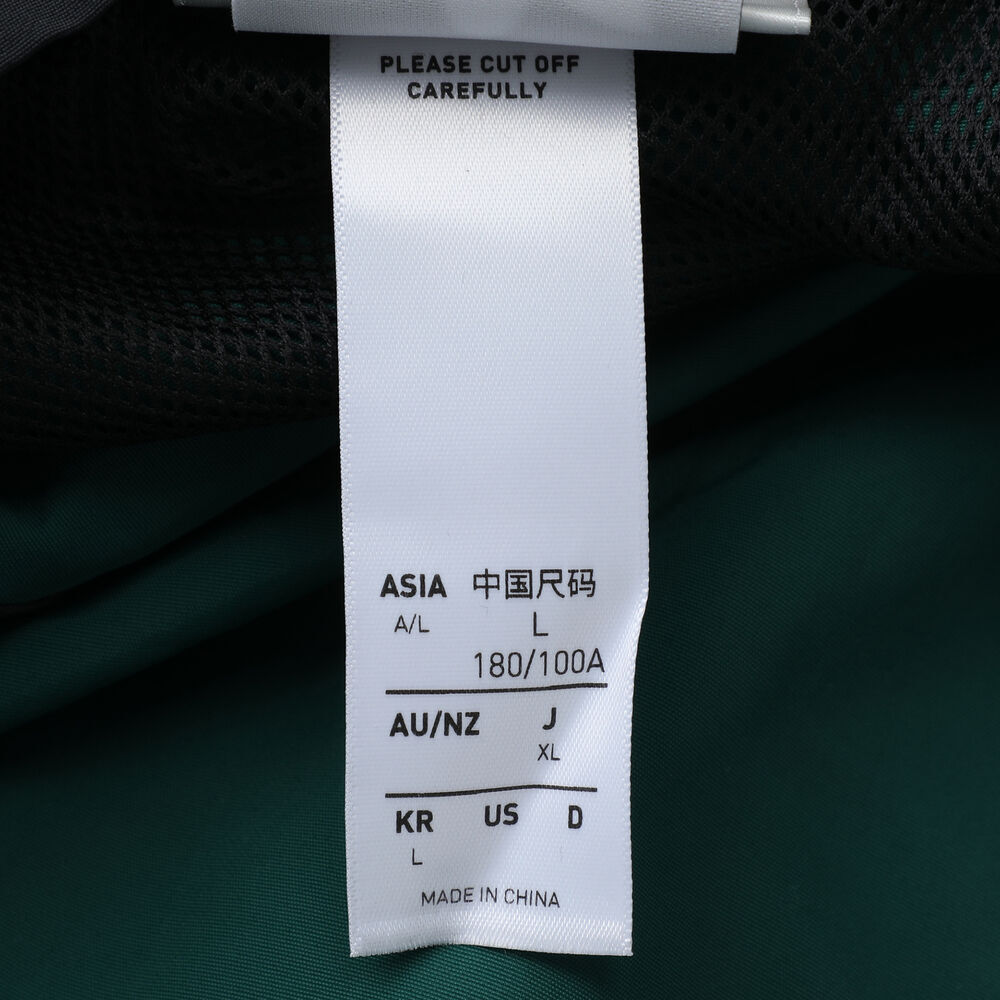 PLEASE CUT OFF
CAREFULLY
ASIA 中国尺码
A/L L
180/100A
AU/NZ J
XL
KR US D
L
MADE IN CHINA